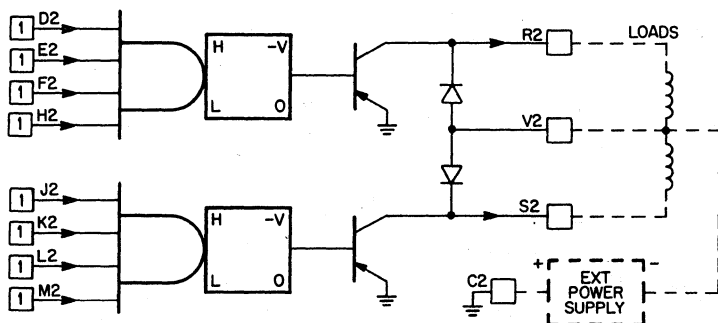 1 D2
1 E2
1 F2
1 H2
H -V
L O
R2
LOADS
V2
1 J2
1 K2
1 L2
1 M2
H -V
L O
S2
C2
+ -
EXT
POWER
SUPPLY